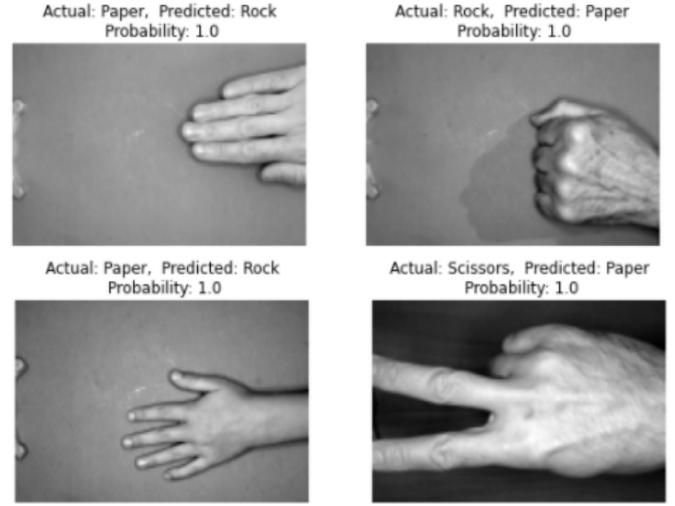 Actual: Paper,  Predicted: Rock
Probability: 1.0
Actual: Rock,  Predicted: Paper
Probability: 1.0
Actual: Paper,  Predicted: Rock
Probability: 1.0
Actual: Scissors,  Predicted: Paper
Probability: 1.0